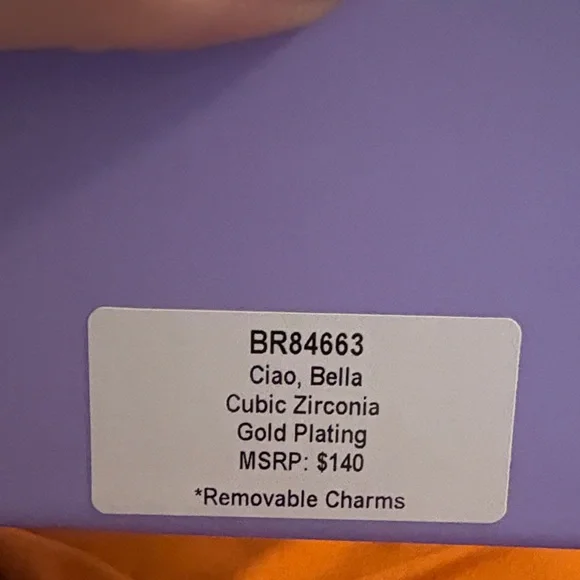 BR84663
Ciao, Bella
Cubic Zirconia
Gold Plating
MSRP: $140
*Removable Charms